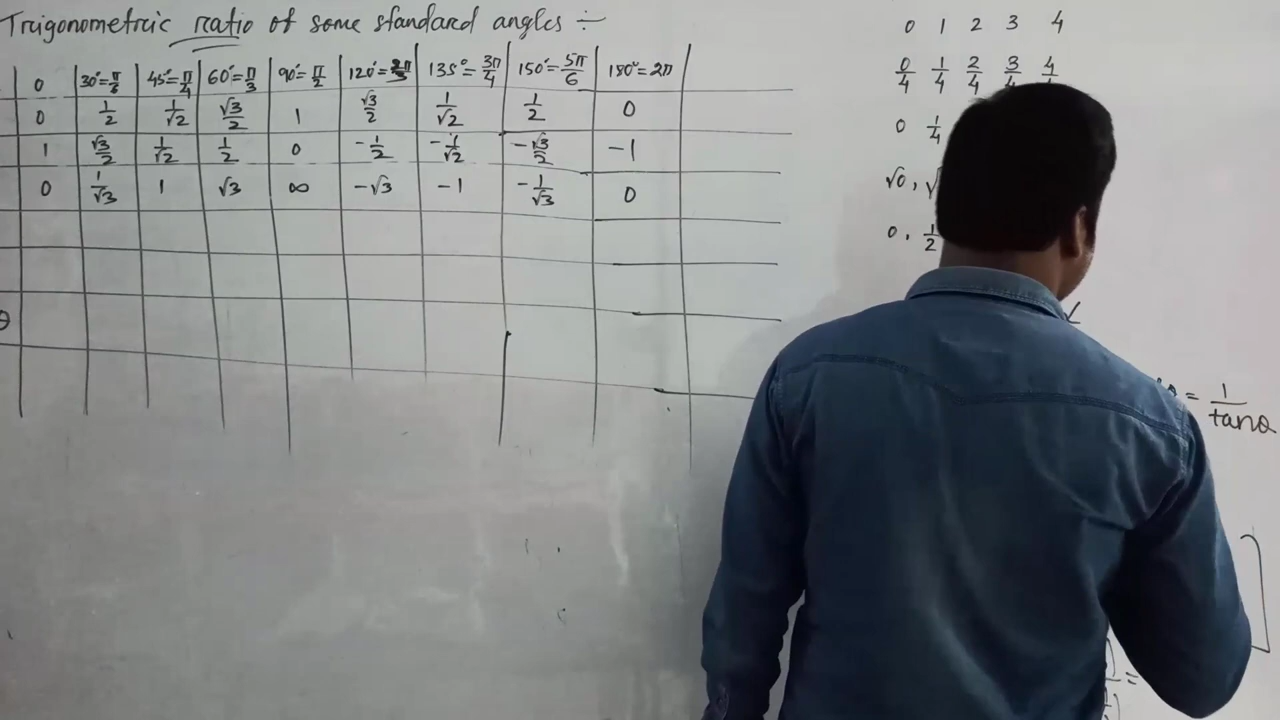 Trigonometric ratio of some standard angles ÷
0 30°=π/6 45°=π/4 60°=π/3 90°=π/2 120°=2π/3 135°=3π/4 150°=5π/6 180°=2π
0 1/2 1/√2 √3/2 1 √3/2 1/√2 1/2 0
1 √3/2 1/√2 1/2 0 -1/2 -1/√2 -√3/2 -1
0 1/√3 1 √3 ∞ -√3 -1 -1/√3 0
θ
0 1 2 3 4
0/4 1/4 2/4 3/4 4/4
0 1/4
√0,
0, 1/2
= 1/tanθ